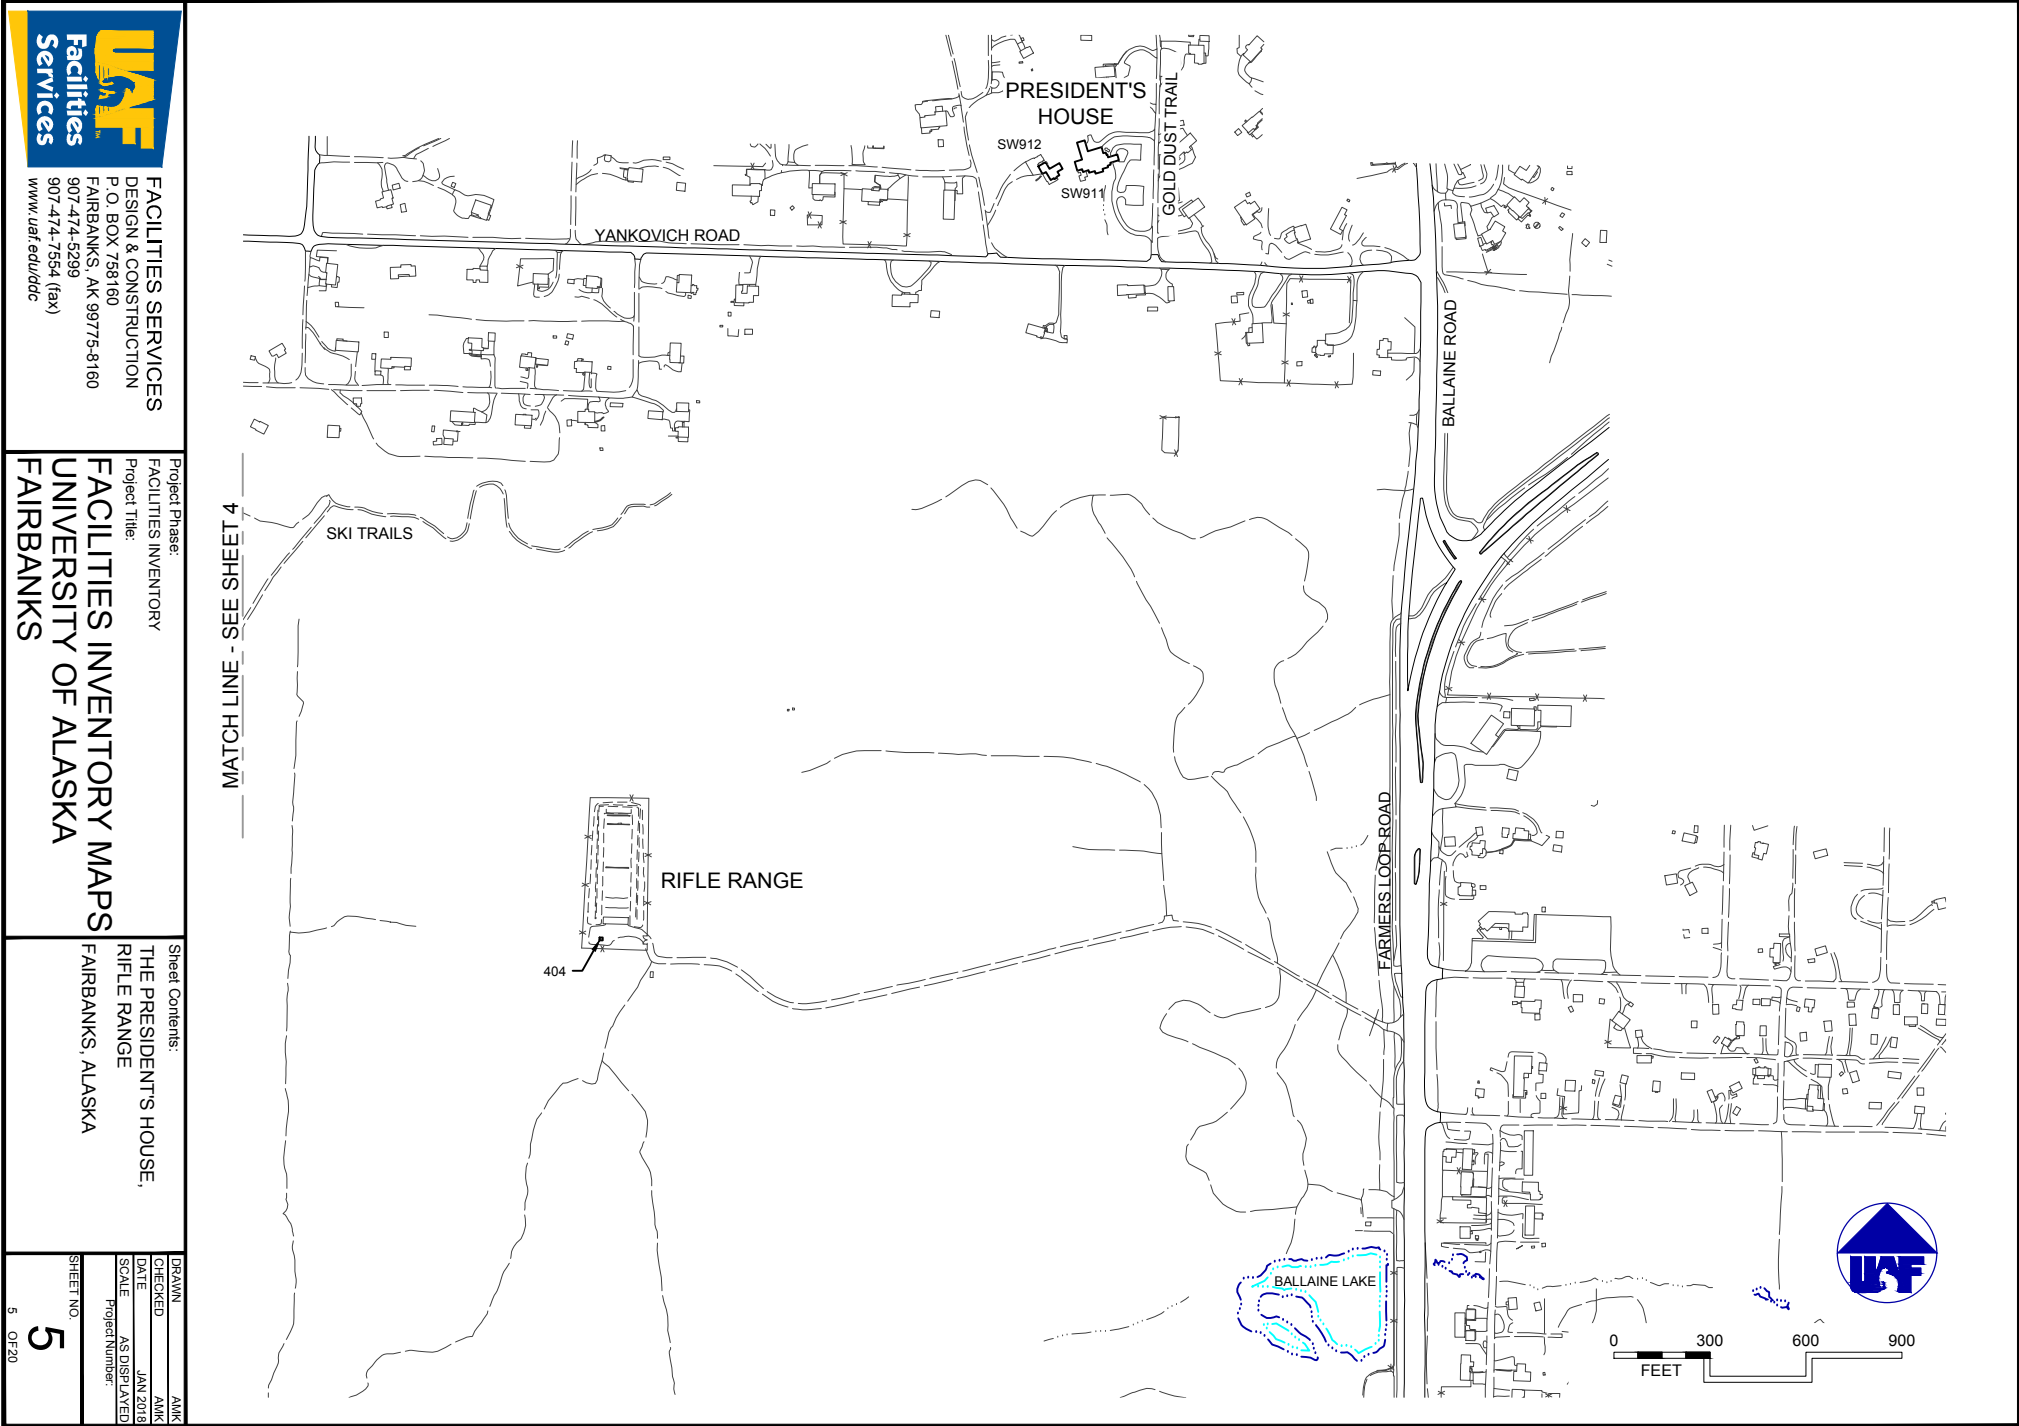 UAF
TM
Facilities
Services
FACILITIES SERVICES
DESIGN & CONSTRUCTION
P.O. BOX 758160
FAIRBANKS, AK 99775-8160
907-474-5299
907-474-7554 (fax)
www.uaf.edu/ddc
Project Phase:
FACILITIES INVENTORY
Project Title:
FACILITIES INVENTORY MAPS
UNIVERSITY OF ALASKA
FAIRBANKS
Sheet Contents:
THE PRESIDENT'S HOUSE,
RIFLE RANGE
FAIRBANKS, ALASKA
DRAWN AMK
CHECKED AMK
DATE JAN 2018
SCALE AS DISPLAYED
Project Number:
SHEET NO.
5
5 OF20
MATCH LINE - SEE SHEET 4
PRESIDENT'S
HOUSE
GOLD DUST TRAIL
SW912
SW911
YANKOVICH ROAD
BALLAINE ROAD
SKI TRAILS
FARMERS LOOP ROAD
RIFLE RANGE
404
BALLAINE LAKE
UAF
0 300 600 900
FEET